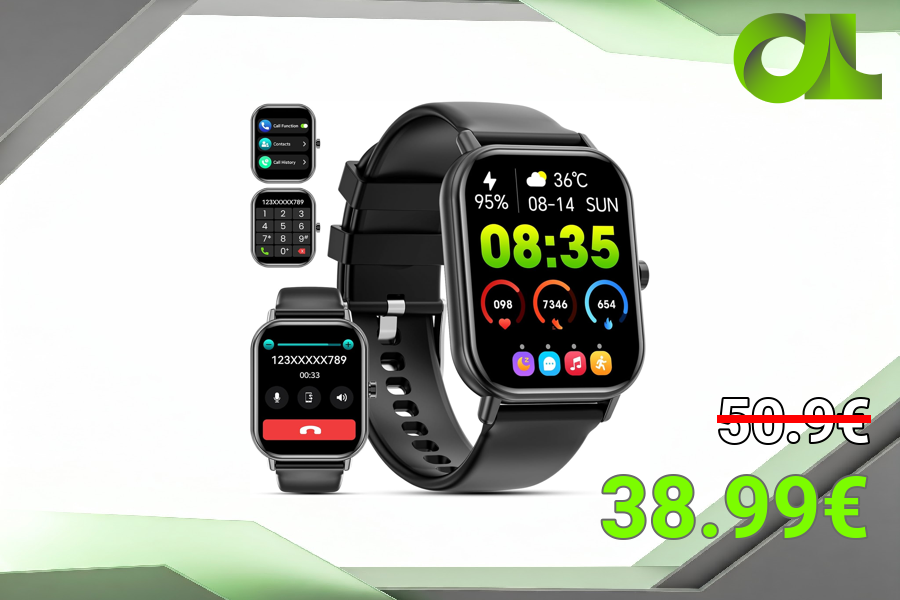 Call Function
Contacts
Call History
123XXXXX789
1 2 3
4 5 6
7* 8 9#
0+
123XXXXX789
00:33
95%
36℃
08-14 SUN
08:35
098 7346 654
50.9€
38.99€